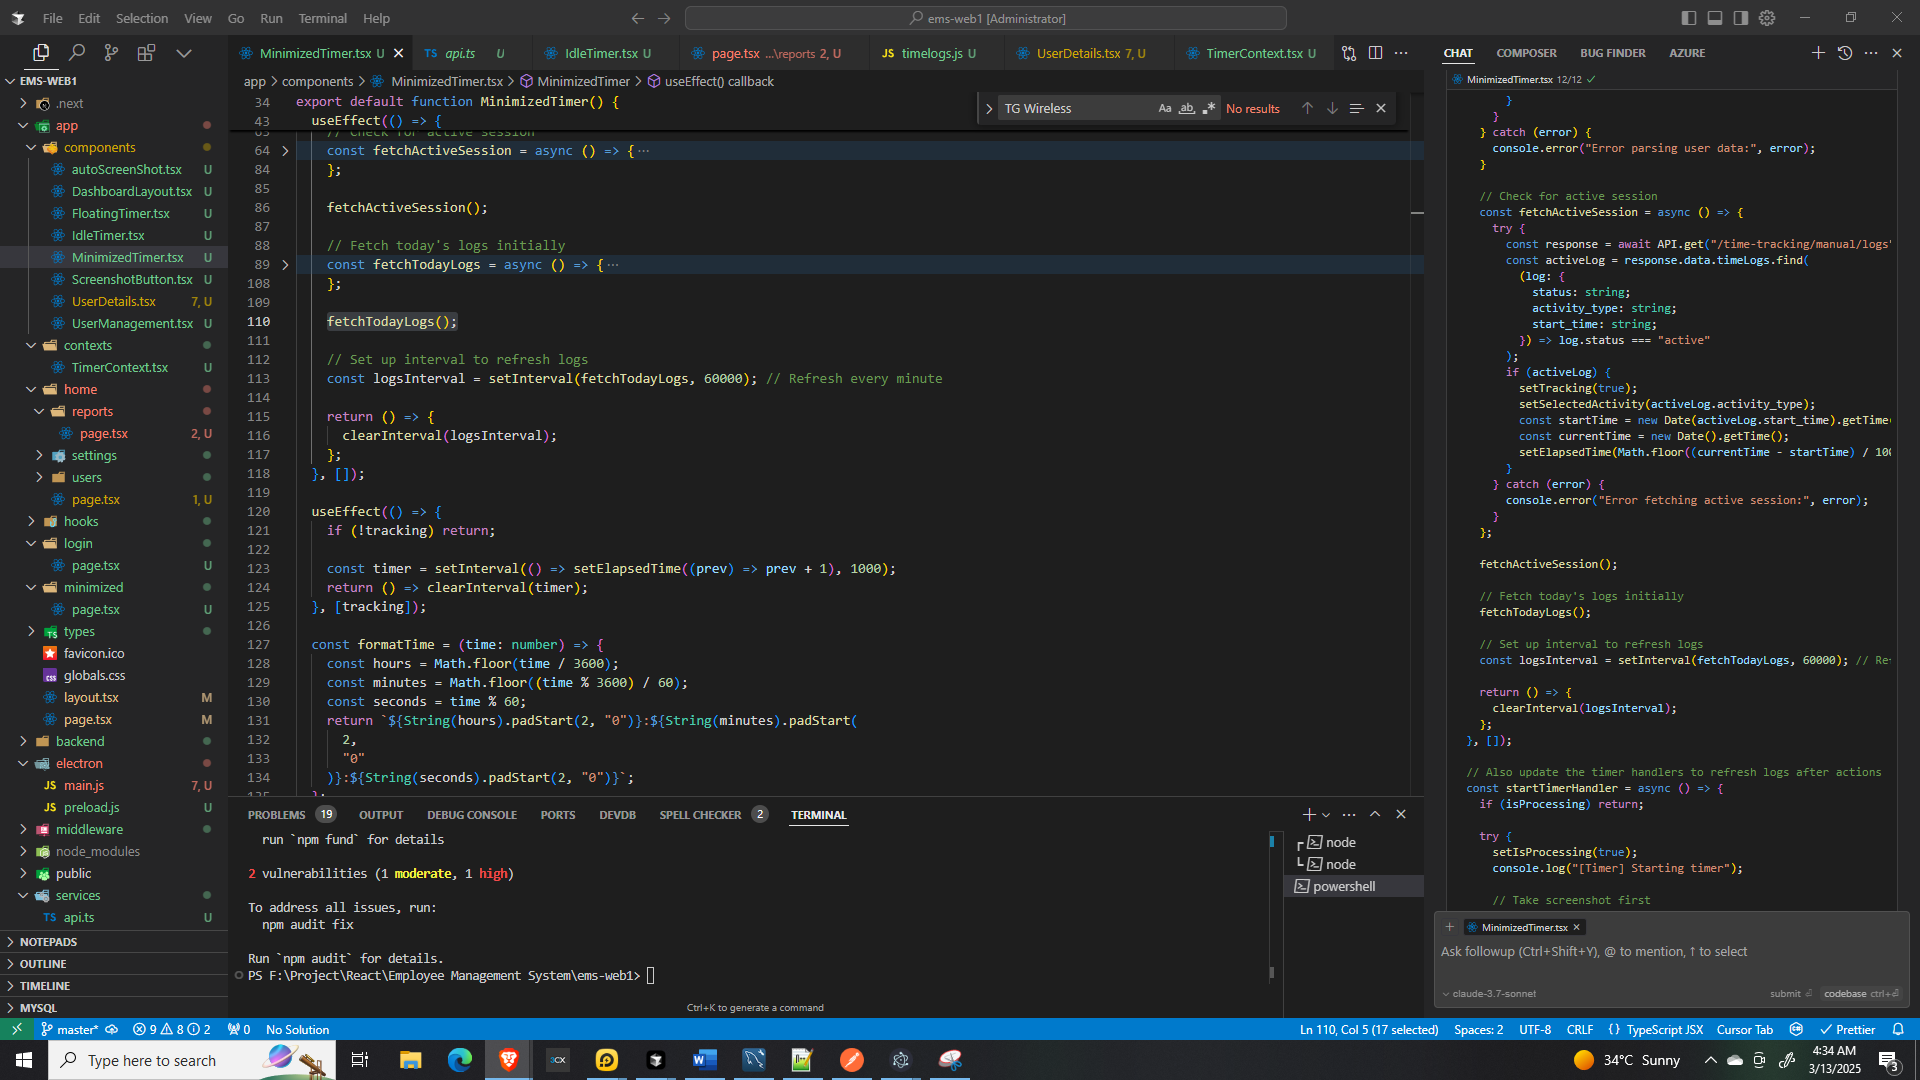 File Edit Selection View Go Run Terminal Help
ems-web1 [Administrator]
MinimizedTimer.tsx U
TS api.ts U
IdleTimer.tsx U
page.tsx ...\reports 2, U
JS timelogs.js U
UserDetails.tsx 7, U
TimerContext.tsx U
CHAT COMPOSER BUG FINDER AZURE
app > components > MinimizedTimer.tsx > MinimizedTimer > useEffect() callback
EMS-WEB1
.next
app
components
autoScreenShot.tsx U
DashboardLayout.tsx U
FloatingTimer.tsx U
IdleTimer.tsx U
MinimizedTimer.tsx U
ScreenshotButton.tsx U
UserDetails.tsx 7, U
UserManagement.tsx U
contexts
TimerContext.tsx U
home
reports
page.tsx 2, U
settings
users
page.tsx 1, U
hooks
login
page.tsx U
minimized
page.tsx U
types
favicon.ico
globals.css
layout.tsx M
page.tsx M
backend
electron
JS main.js 7, U
JS preload.js U
middleware
node_modules
public
services
TS api.ts U
NOTEPADS
OUTLINE
TIMELINE
MYSQL
TG Wireless Aa ab No results
34 export default function MinimizedTimer() {
43 useEffect(() => {
63 // Check for active session
64 const fetchActiveSession = async () => { ...
84 };
85
86 fetchActiveSession();
87
88 // Fetch today's logs initially
89 const fetchTodayLogs = async () => { ...
108 };
109
110 fetchTodayLogs();
111
112 // Set up interval to refresh logs
113 const logsInterval = setInterval(fetchTodayLogs, 60000); // Refresh every minute
114
115 return () => {
116 clearInterval(logsInterval);
117 };
118 }, []);
119
120 useEffect(() => {
121 if (!tracking) return;
122
123 const timer = setInterval(() => setElapsedTime((prev) => prev + 1), 1000);
124 return () => clearInterval(timer);
125 }, [tracking]);
126
127 const formatTime = (time: number) => {
128 const hours = Math.floor(time / 3600);
129 const minutes = Math.floor((time % 3600) / 60);
130 const seconds = time % 60;
131 return `${String(hours).padStart(2, "0")}:${String(minutes).padStart(
132 2,
133 "0"
134 )}:${String(seconds).padStart(2, "0")}`;
135 };
PROBLEMS 19 OUTPUT DEBUG CONSOLE PORTS DEVDB SPELL CHECKER 2 TERMINAL
run `npm fund` for details
2 vulnerabilities (1 moderate, 1 high)
To address all issues, run:
npm audit fix
Run `npm audit` for details.
PS F:\Project\React\Employee Management System\ems-web1>
Ctrl+K to generate a command
node
node
powershell
MinimizedTimer.tsx 12/12
}
}
} catch (error) {
console.error("Error parsing user data:", error);
}
// Check for active session
const fetchActiveSession = async () => {
try {
const response = await API.get("/time-tracking/manual/logs"
const activeLog = response.data.timeLogs.find(
(log: {
status: string;
activity_type: string;
start_time: string;
}) => log.status === "active"
);
if (activeLog) {
setTracking(true);
setSelectedActivity(activeLog.activity_type);
const startTime = new Date(activeLog.start_time).getTime(
const currentTime = new Date().getTime();
setElapsedTime(Math.floor((currentTime - startTime) / 100
}
} catch (error) {
console.error("Error fetching active session:", error);
}
};
fetchActiveSession();
// Fetch today's logs initially
fetchTodayLogs();
// Set up interval to refresh logs
const logsInterval = setInterval(fetchTodayLogs, 60000); // Re
return () => {
clearInterval(logsInterval);
};
}, []);
// Also update the timer handlers to refresh logs after actions
const startTimerHandler = async () => {
if (isProcessing) return;
try {
setIsProcessing(true);
console.log("[Timer] Starting timer");
// Take screenshot first
MinimizedTimer.tsx
Ask followup (Ctrl+Shift+Y), @ to mention, ↑ to select
claude-3.7-sonnet submit codebase ctrl+
master* 9 8 2 0 No Solution
Ln 110, Col 5 (17 selected) Spaces: 2 UTF-8 CRLF {} TypeScript JSX Cursor Tab Prettier
Type here to search
34°C Sunny
4:34 AM
3/13/2025
3